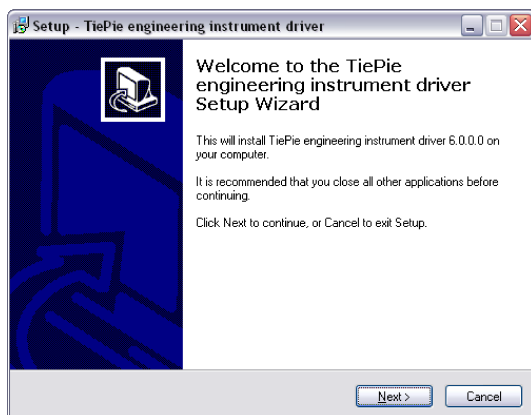 Setup - TiePie engineering instrument driver
Welcome to the TiePie
engineering instrument driver
Setup Wizard
This will install TiePie engineering instrument driver 6.0.0.0 on
your computer.
It is recommended that you close all other applications before
continuing.
Click Next to continue, or Cancel to exit Setup.
Next >
Cancel